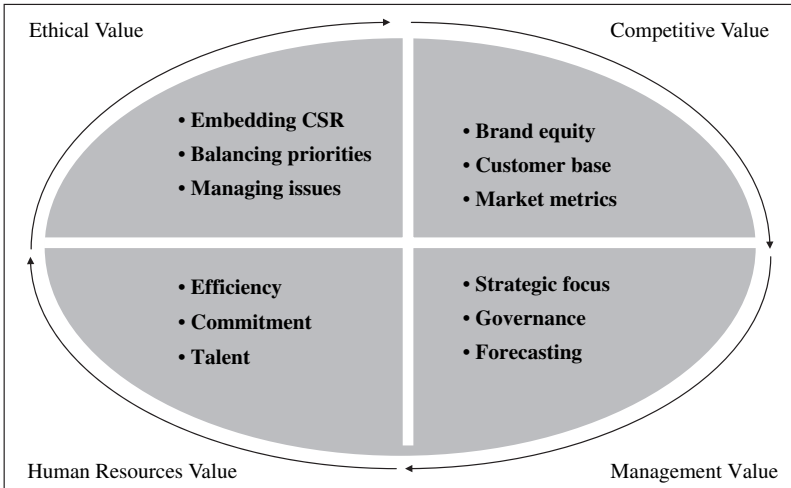 Ethical Value
Competitive Value
• Embedding CSR
• Balancing priorities
• Managing issues
• Brand equity
• Customer base
• Market metrics
• Efficiency
• Commitment
• Talent
• Strategic focus
• Governance
• Forecasting
Human Resources Value
Management Value